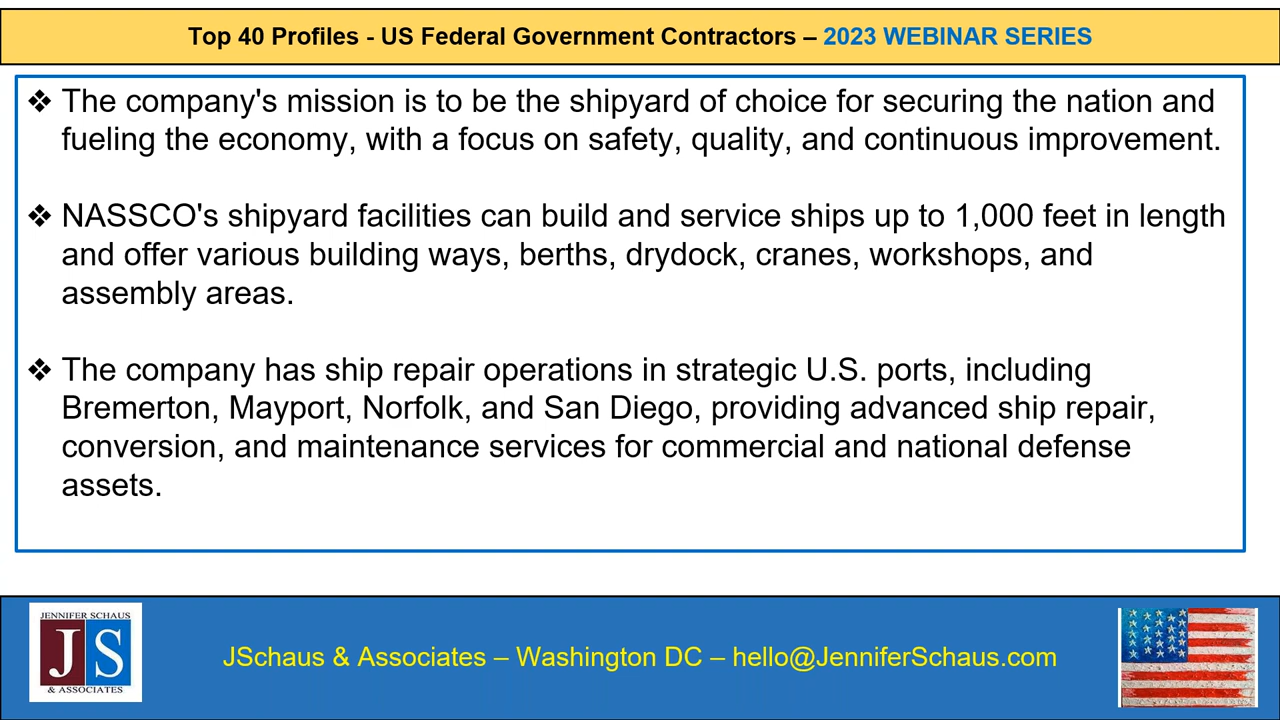 Top 40 Profiles - US Federal Government Contractors – 2023 WEBINAR SERIES
❖ The company's mission is to be the shipyard of choice for securing the nation and
fueling the economy, with a focus on safety, quality, and continuous improvement.
❖ NASSCO's shipyard facilities can build and service ships up to 1,000 feet in length
and offer various building ways, berths, drydock, cranes, workshops, and
assembly areas.
❖ The company has ship repair operations in strategic U.S. ports, including
Bremerton, Mayport, Norfolk, and San Diego, providing advanced ship repair,
conversion, and maintenance services for commercial and national defense
assets.
JENNIFER SCHAUS
JS
& ASSOCIATES
JSchaus & Associates – Washington DC – hello@JenniferSchaus.com